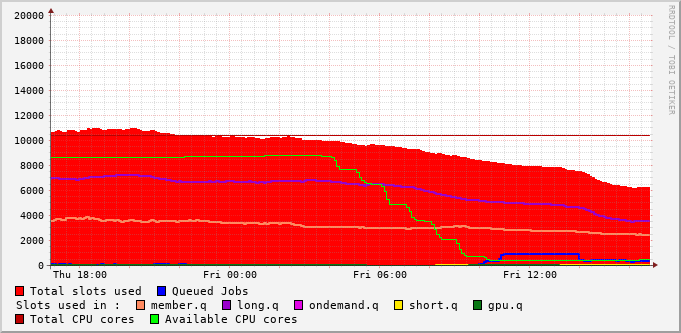 RRDTOOL / TOBI OETIKER
20000
18000
16000
14000
12000
10000
8000
6000
4000
2000
0
Thu 18:00 Fri 00:00 Fri 06:00 Fri 12:00
Total slots used Queued Jobs
Slots used in : member.q long.q ondemand.q short.q gpu.q
Total CPU cores Available CPU cores